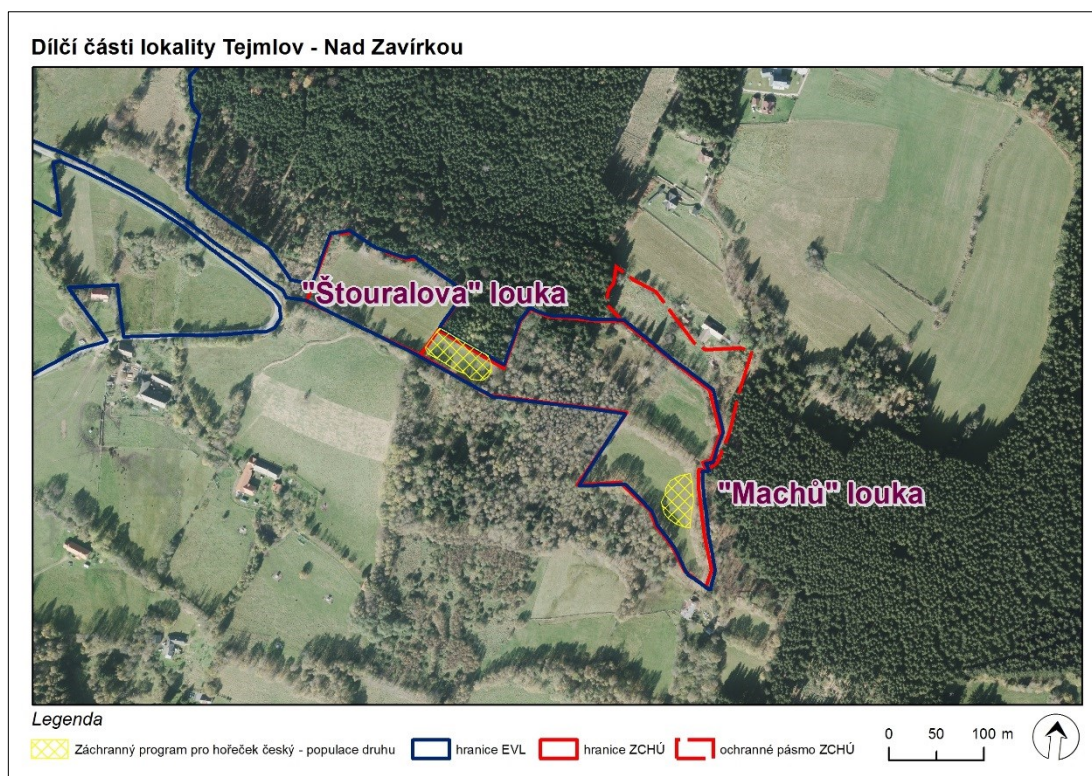 Dílčí části lokality Tejmlov - Nad Zavírkou
"Štouralova" louka
"Machů" louka
Legenda
Záchranný program pro hořeček český - populace druhu
hranice EVL
hranice ZCHÚ
ochranné pásmo ZCHÚ
0 50 100 m